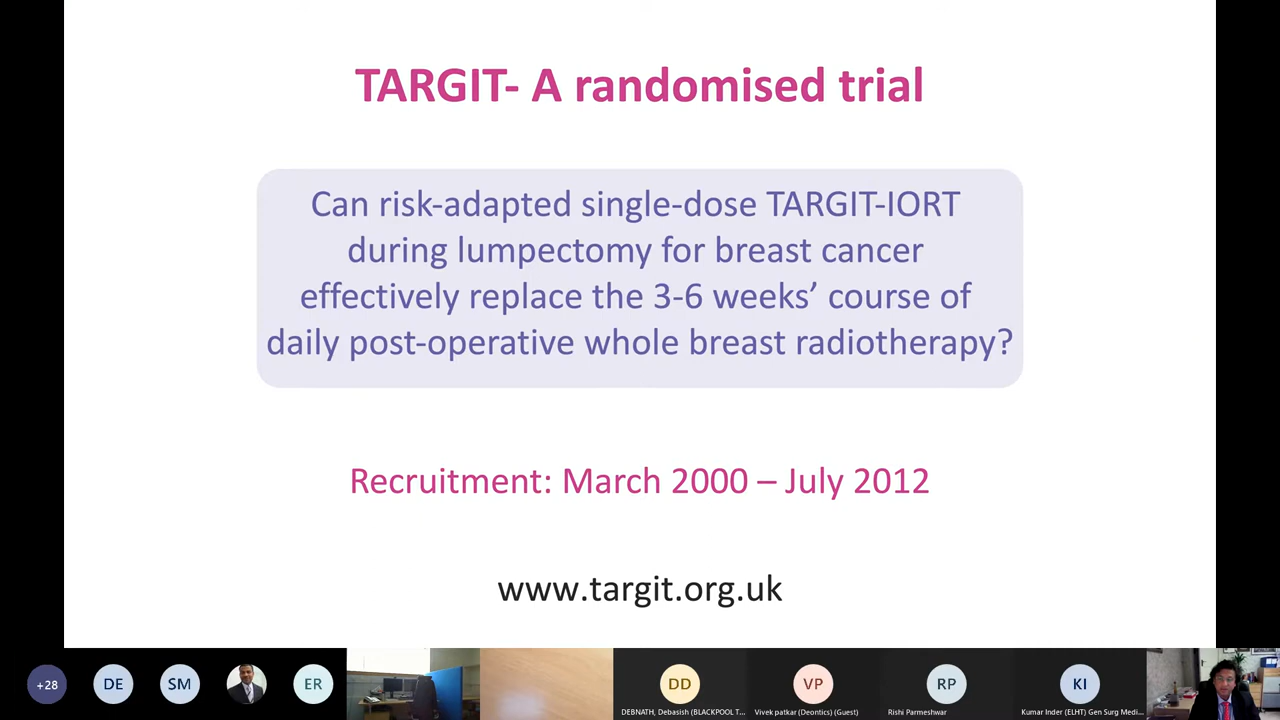 TARGIT- A randomised trial
Can risk-adapted single-dose TARGIT-IORT
during lumpectomy for breast cancer
effectively replace the 3-6 weeks’ course of
daily post-operative whole breast radiotherapy?
Recruitment: March 2000 – July 2012
www.targit.org.uk
+28
DE
SM
ER
DD
VP
RP
KI
DEBNATH, Debasish (BLACKPOOL T...
Vivek patkar (Deontics) (Guest)
Rishi Parmeshwar
Kumar Inder (ELHT) Gen Surg Medi...